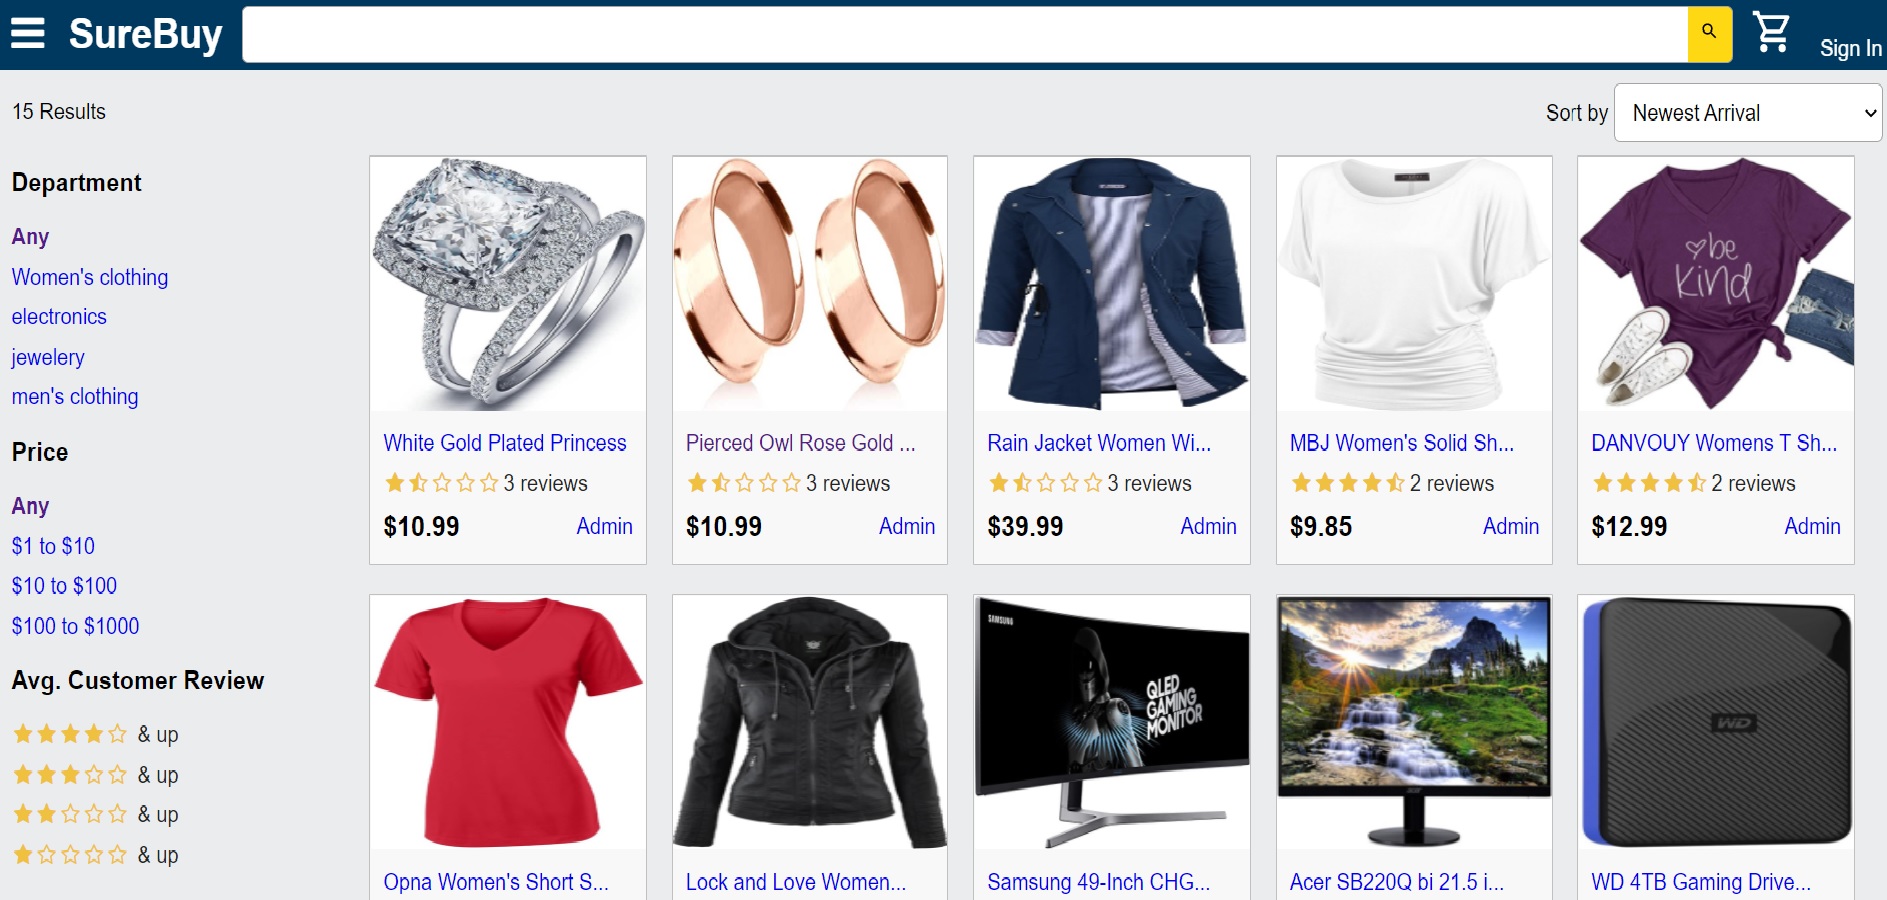 SureBuy
Sign In
15 Results
Sort by Newest Arrival
Department
Any
Women's clothing
electronics
jewelery
men's clothing
Price
Any
$1 to $10
$10 to $100
$100 to $1000
Avg. Customer Review
& up
& up
& up
& up
White Gold Plated Princess
3 reviews
$10.99 Admin
Pierced Owl Rose Gold ...
3 reviews
$10.99 Admin
Rain Jacket Women Wi...
3 reviews
$39.99 Admin
MBJ Women's Solid Sh...
2 reviews
$9.85 Admin
be
kind
DANVOUY Womens T Sh...
2 reviews
$12.99 Admin
Opna Women's Short S...
Lock and Love Women...
SAMSUNG
QLED
GAMING
MONITOR
Samsung 49-Inch CHG...
acer
Acer SB220Q bi 21.5 i...
WD
WD 4TB Gaming Drive...